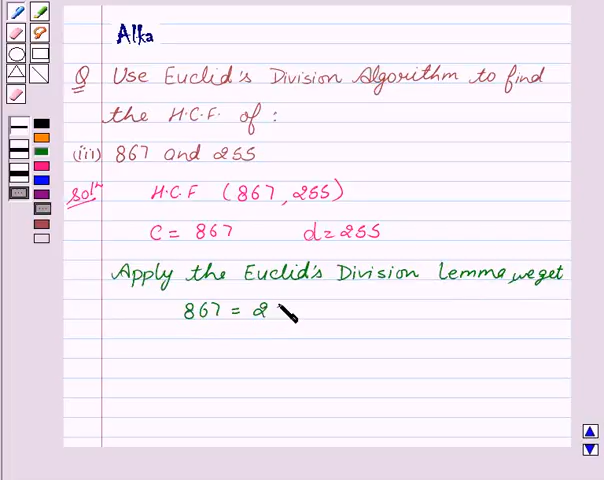 Alka
Q Use Euclid's Division Algorithm to find
the H.C.F. of :
(iii) 867 and 255
Solⁿ H.C.F (867, 255)
c = 867 d = 255
Apply the Euclid's Division lemma, we get
867 = 2